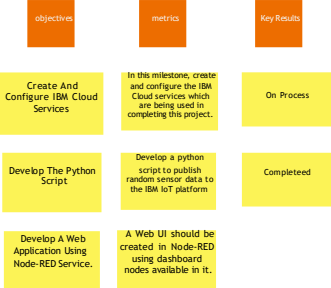 objectives
metrics
Key Results
Create And
Configure IBM Cloud
Services
In this milestone, create
and configure the IBM
Cloud services which
are being used in
completing this project.
On Process
Develop The Python
Script
Develop a python
script to publish
random sensor data to
the IBM IoT platform
Completeed
Develop A Web
Application Using
Node-RED Service.
A Web UI should be
created in Node-RED
using dashboard
nodes available in it.